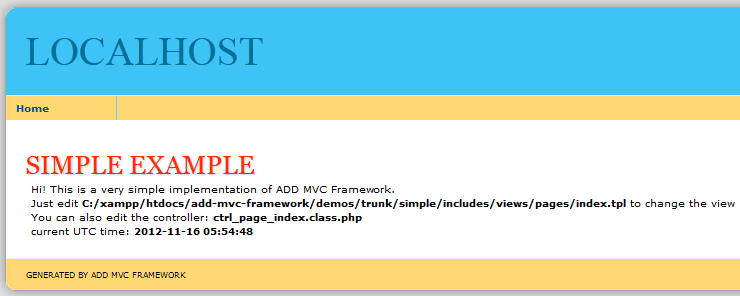 LOCALHOST
Home
SIMPLE EXAMPLE
Hi! This is a very simple implementation of ADD MVC Framework.
Just edit C:/xampp/htdocs/add-mvc-framework/demos/trunk/simple/includes/views/pages/index.tpl to change the view
You can also edit the controller: ctrl_page_index.class.php
current UTC time: 2012-11-16 05:54:48
GENERATED BY ADD MVC FRAMEWORK